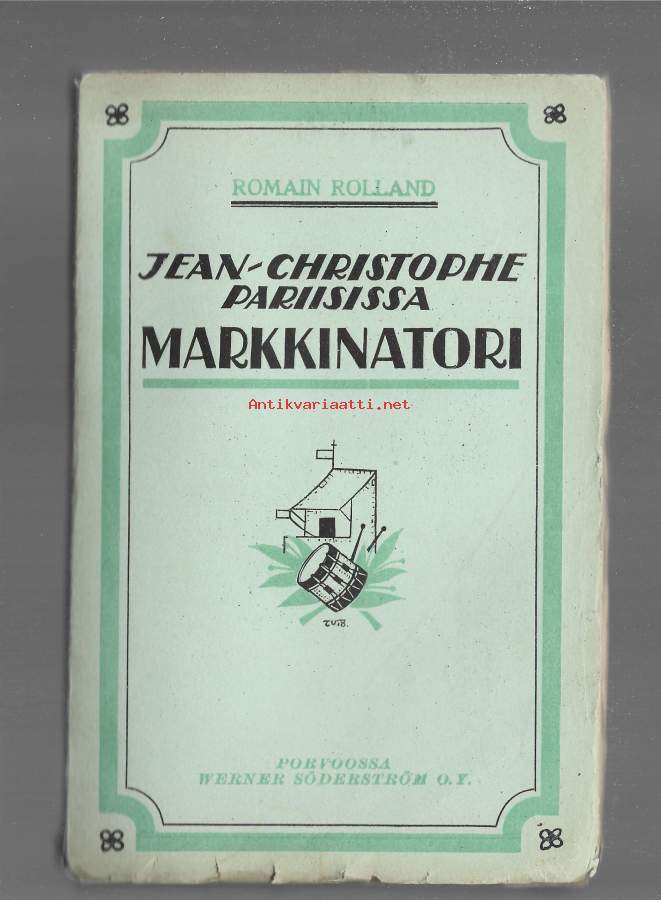 ROMAIN ROLLAND
JEAN-CHRISTOPHE
PARIISISSA
MARKKINATORI
Antikvariaatti.net
PORVOOSSA
WERNER SÖDERSTRÖM O.Y.